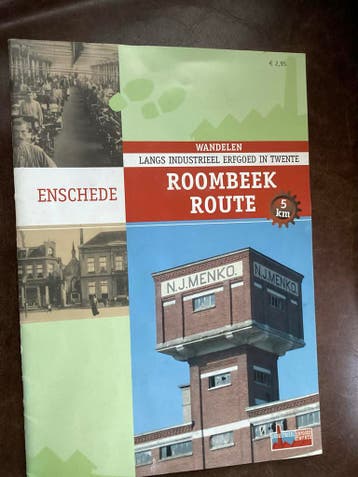 € 2,95
WANDELEN
LANGS INDUSTRIEEL ERFGOED IN TWENTE
ENSCHEDE
ROOMBEEK
ROUTE
5
km
N.J. MENKO.
N.J. MENKO.